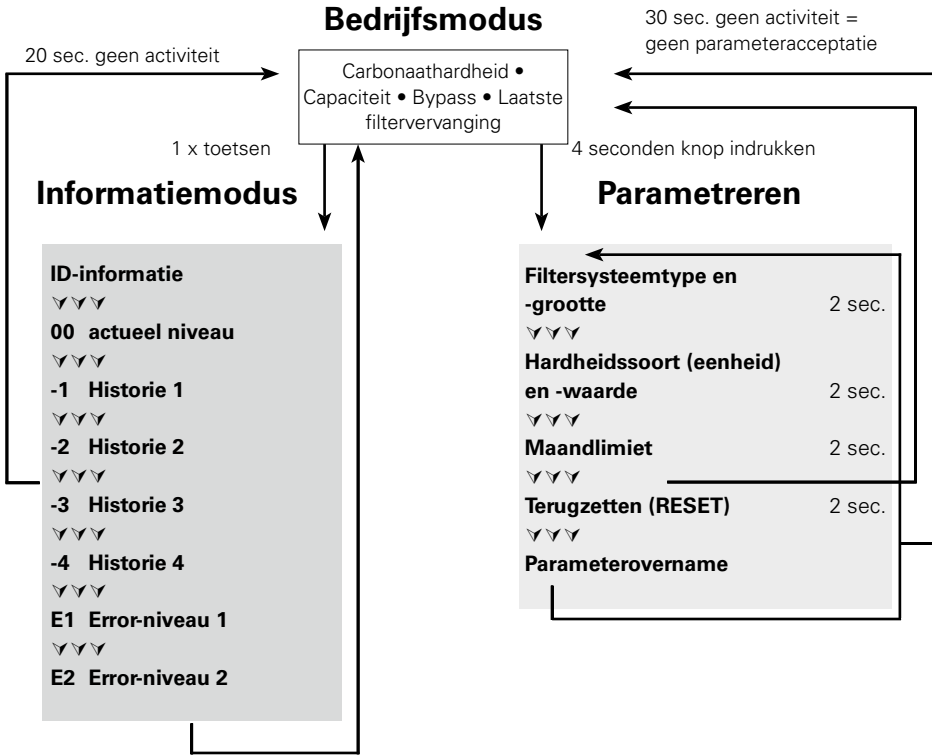 Bedrijfsmodus
20 sec. geen activiteit
30 sec. geen activiteit =
geen parameteracceptatie
Carbonaathardheid •
Capaciteit • Bypass • Laatste
filtervervanging
1 x toetsen
4 seconden knop indrukken
Informatiemodus
ID-informatie
00 actueel niveau
-1 Historie 1
-2 Historie 2
-3 Historie 3
-4 Historie 4
E1 Error-niveau 1
E2 Error-niveau 2
Parametreren
Filtersysteemtype en
-grootte 2 sec.
Hardheidssoort (eenheid)
en -waarde 2 sec.
Maandlimiet 2 sec.
Terugzetten (RESET) 2 sec.
Parameterovername